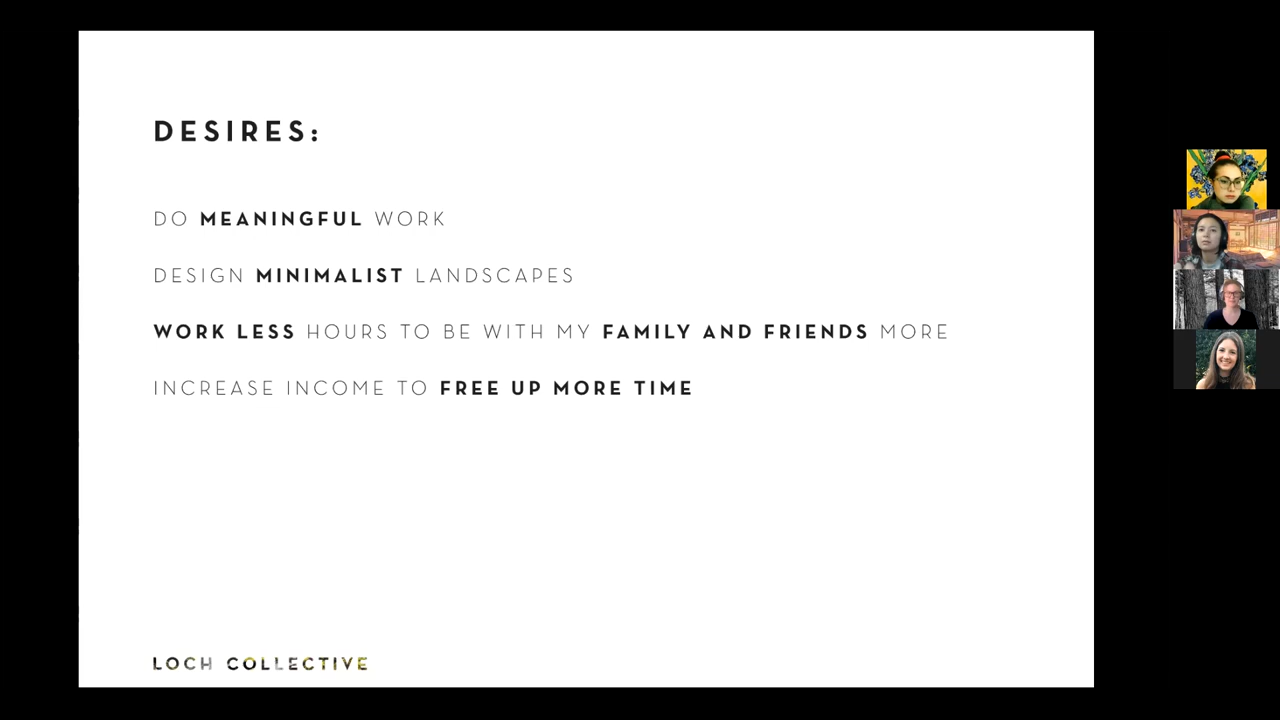 DESIRES:
DO MEANINGFUL WORK
DESIGN MINIMALIST LANDSCAPES
WORK LESS HOURS TO BE WITH MY FAMILY AND FRIENDS MORE
INCREASE INCOME TO FREE UP MORE TIME
LOCH COLLECTIVE